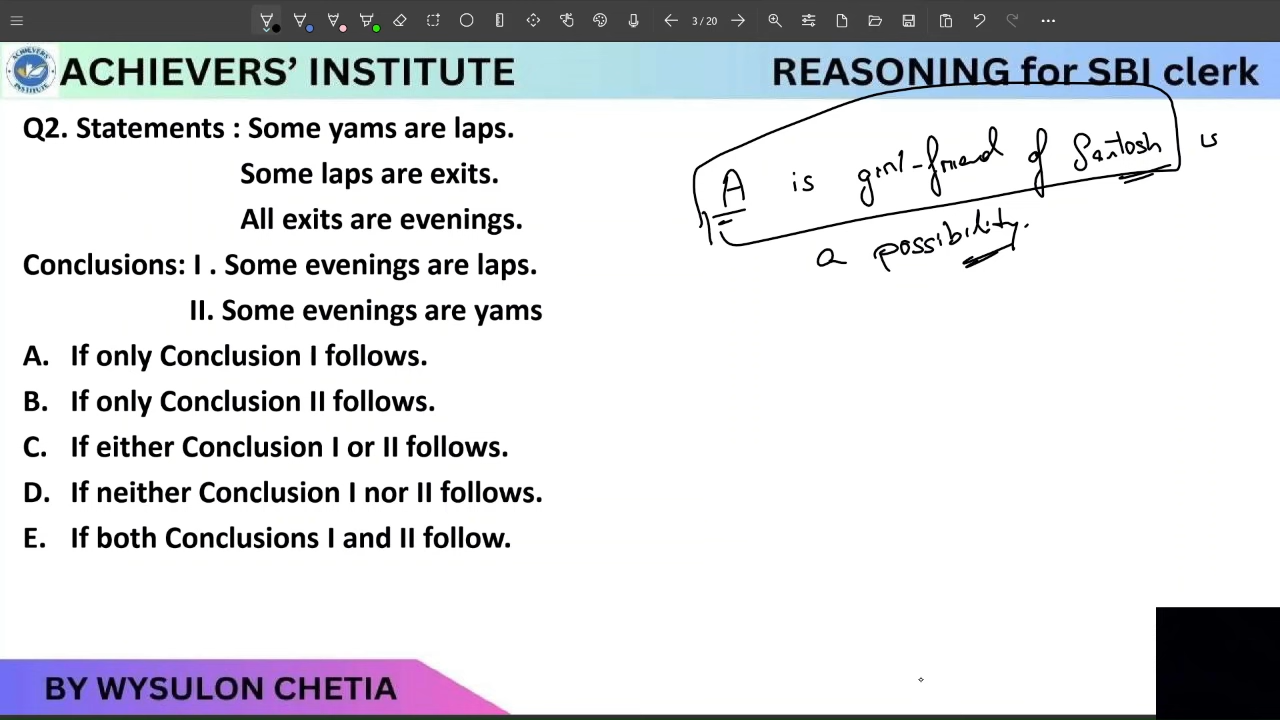 3 / 20
ACHIEVERS' INSTITUTE
REASONING for SBI clerk
Q2. Statements : Some yams are laps.
Some laps are exits.
All exits are evenings.
Conclusions: I . Some evenings are laps.
II. Some evenings are yams
A. If only Conclusion I follows.
B. If only Conclusion II follows.
C. If either Conclusion I or II follows.
D. If neither Conclusion I nor II follows.
E. If both Conclusions I and II follow.
A is girl-friend of Santosh is
a possibility.
BY WYSULON CHETIA